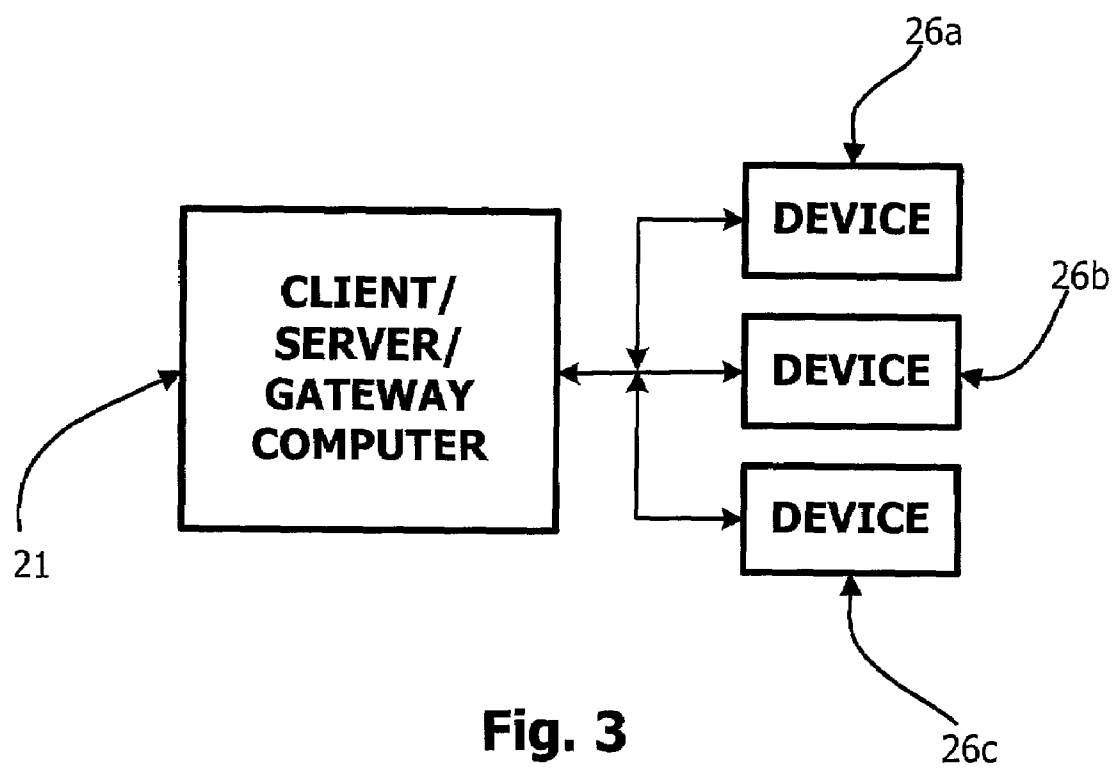 26a
DEVICE
26b
CLIENT/
SERVER/
GATEWAY
COMPUTER
DEVICE
DEVICE
21
26c
Fig. 3